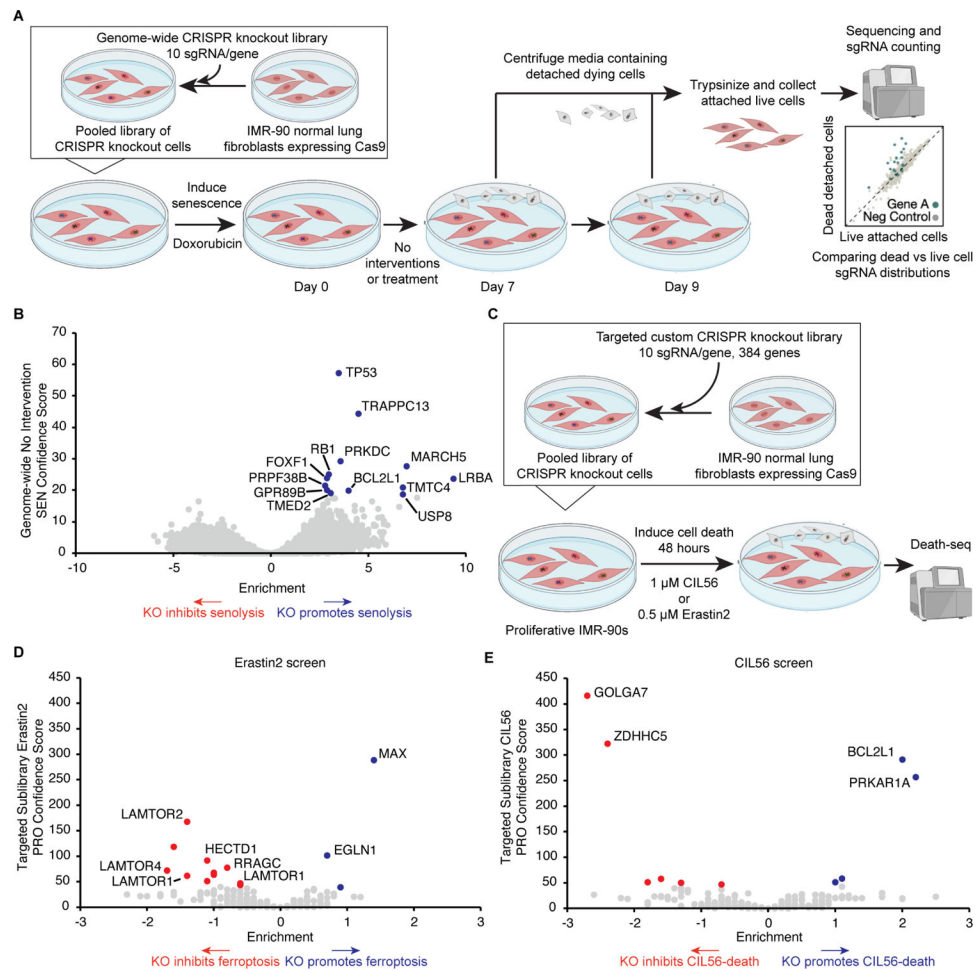 A
Genome-wide CRISPR knockout library
10 sgRNA/gene
Pooled library of
CRISPR knockout cells
IMR-90 normal lung
fibroblasts expressing Cas9
Centrifuge media containing
detached dying cells
Trypsinize and collect
attached live cells
Sequencing and
sgRNA counting
Induce
senescence
Doxorubicin
No
interventions
or treatment
Day 0
Day 7
Day 9
Dead detached cells
Gene A
Neg Control
Live attached cells
Comparing dead vs live cell
sgRNA distributions
B
Genome-wide No Intervention
SEN Confidence Score
70
60
50
40
30
20
10
0
TP53
TRAPPC13
RB1
PRKDC
MARCH5
FOXF1
PRPF38B
BCL2L1
LRBA
GPR89B
TMTC4
TMED2
USP8
-10
-5
0
5
10
Enrichment
KO inhibits senolysis
KO promotes senolysis
C
Targeted custom CRISPR knockout library
10 sgRNA/gene, 384 genes
Pooled library of
CRISPR knockout cells
IMR-90 normal lung
fibroblasts expressing Cas9
Induce cell death
48 hours
1 µM CIL56
or
0.5 µM Erastin2
Death-seq
Proliferative IMR-90s
D
Erastin2 screen
Targeted Sublibrary Erastin2
PRO Confidence Score
450
400
350
300
250
200
150
100
50
0
MAX
LAMTOR2
HECTD1
EGLN1
LAMTOR4
RRAGC
LAMTOR1
LAMTOR1
-3
-2
-1
0
1
2
3
Enrichment
KO inhibits ferroptosis
KO promotes ferroptosis
E
CIL56 screen
Targeted Sublibrary CIL56
PRO Confidence Score
450
400
350
300
250
200
150
100
50
0
GOLGA7
ZDHHC5
BCL2L1
PRKAR1A
-3
-2
-1
0
1
2
3
Enrichment
KO inhibits CIL56-death
KO promotes CIL56-death